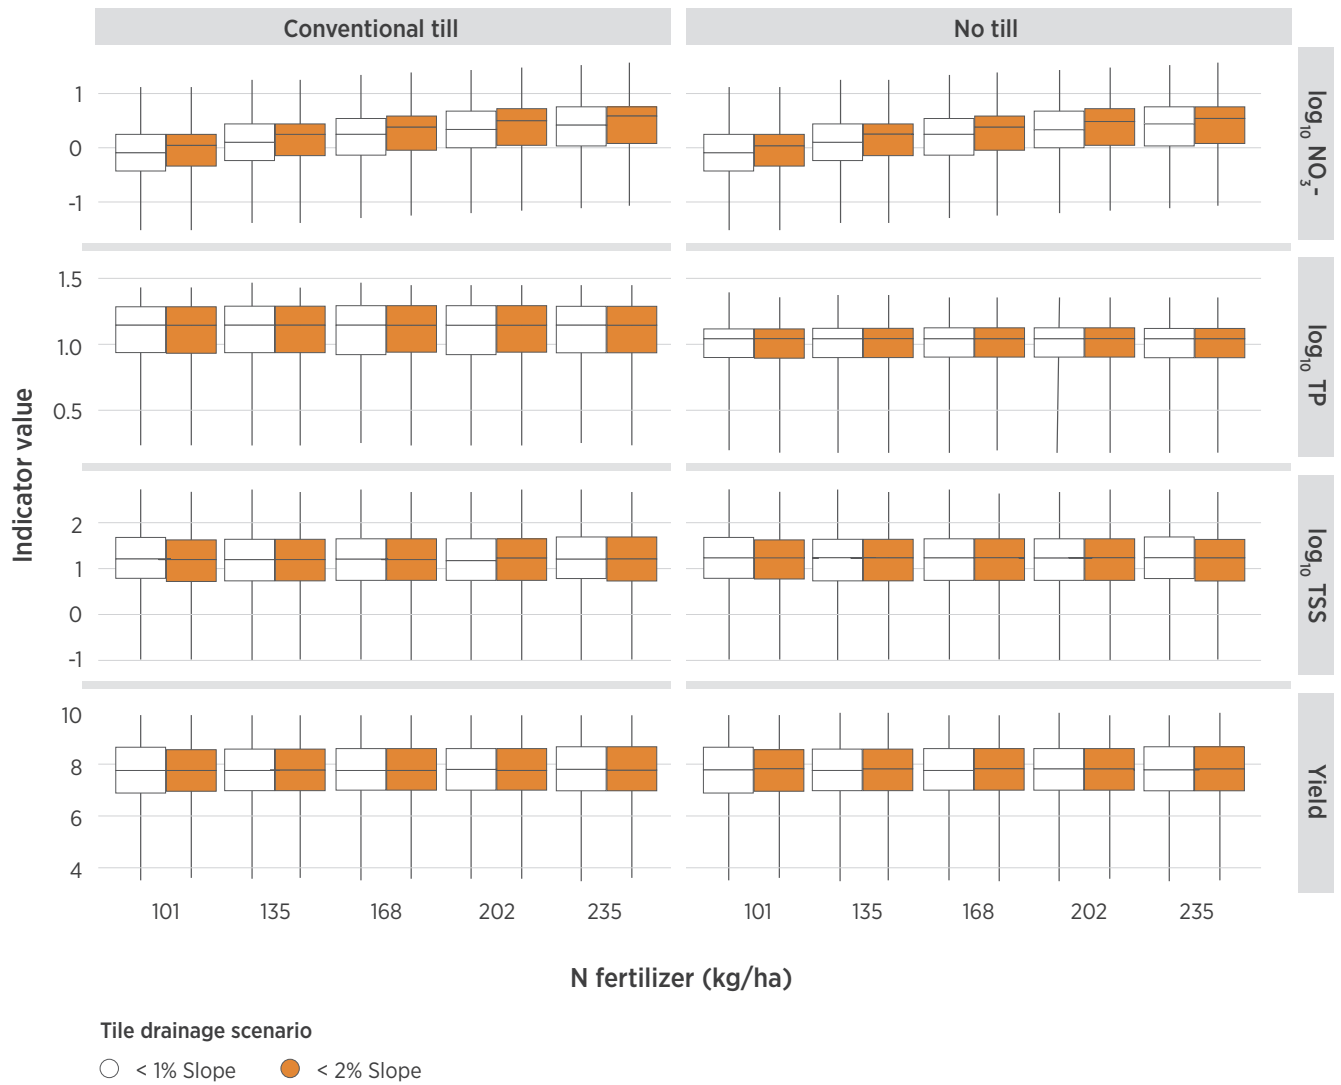 Conventional till
No till
1
0
-1
log₁₀ NO₃-
1.5
1.0
0.5
log₁₀ TP
2
1
0
-1
log₁₀ TSS
10
8
6
4
Yield
Indicator value
101 135 168 202 235
101 135 168 202 235
N fertilizer (kg/ha)
Tile drainage scenario
< 1% Slope
< 2% Slope